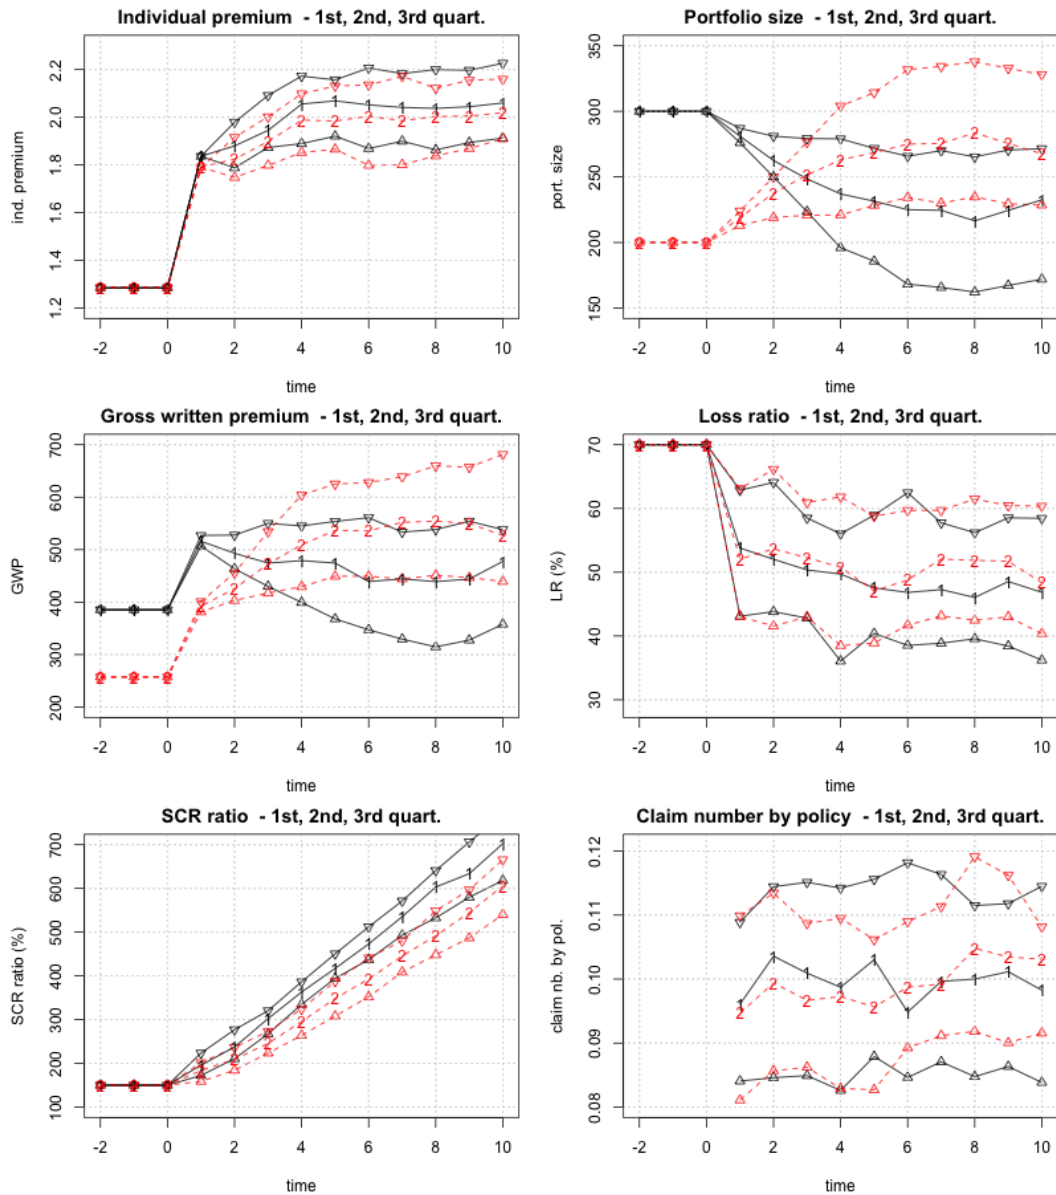 Individual premium - 1st, 2nd, 3rd quart.
ind. premium
1.2 1.4 1.6 1.8 2.0 2.2
-2 0 2 4 6 8 10
time
Portfolio size - 1st, 2nd, 3rd quart.
port. size
150 200 250 300 350
-2 0 2 4 6 8 10
time
Gross written premium - 1st, 2nd, 3rd quart.
GWP
200 300 400 500 600 700
-2 0 2 4 6 8 10
time
Loss ratio - 1st, 2nd, 3rd quart.
LR (%)
30 40 50 60 70
-2 0 2 4 6 8 10
time
SCR ratio - 1st, 2nd, 3rd quart.
SCR ratio (%)
100 200 300 400 500 600 700
-2 0 2 4 6 8 10
time
Claim number by policy - 1st, 2nd, 3rd quart.
claim nb. by pol.
0.08 0.09 0.10 0.11 0.12
-2 0 2 4 6 8 10
time